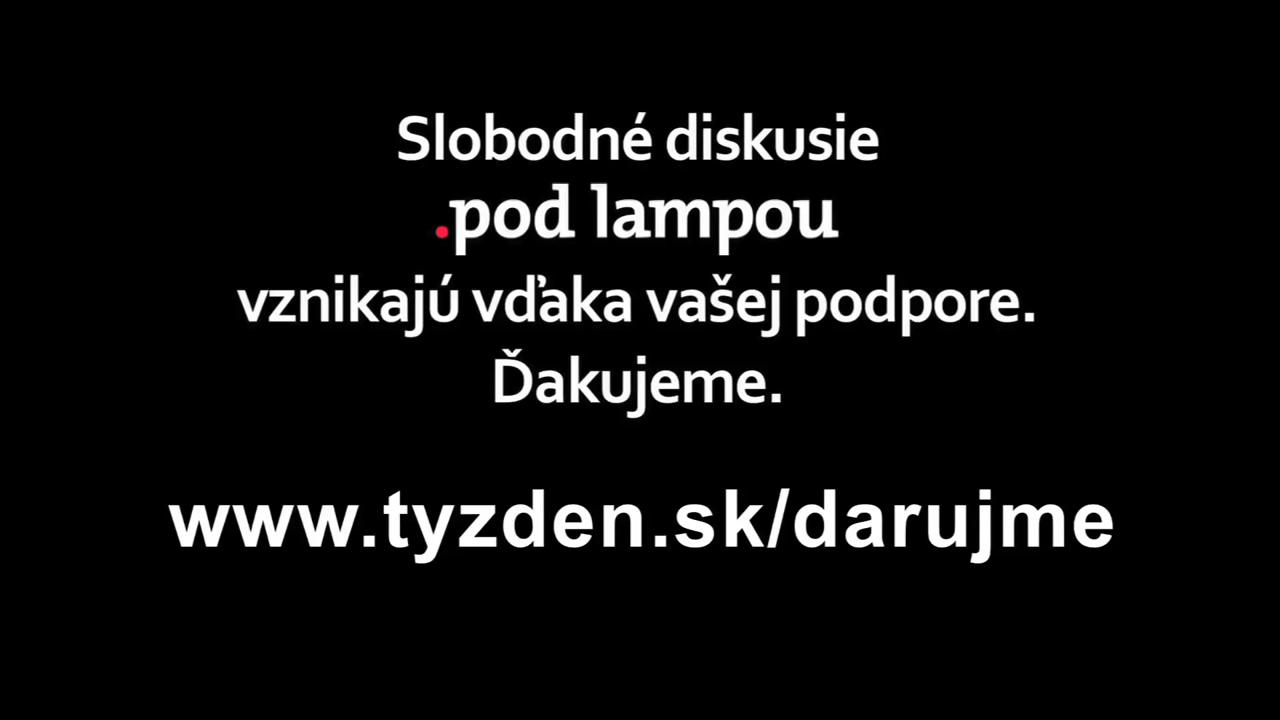 Slobodné diskusie
.pod lampou
vznikajú vďaka vašej podpore.
Ďakujeme.
www.tyzden.sk/darujme